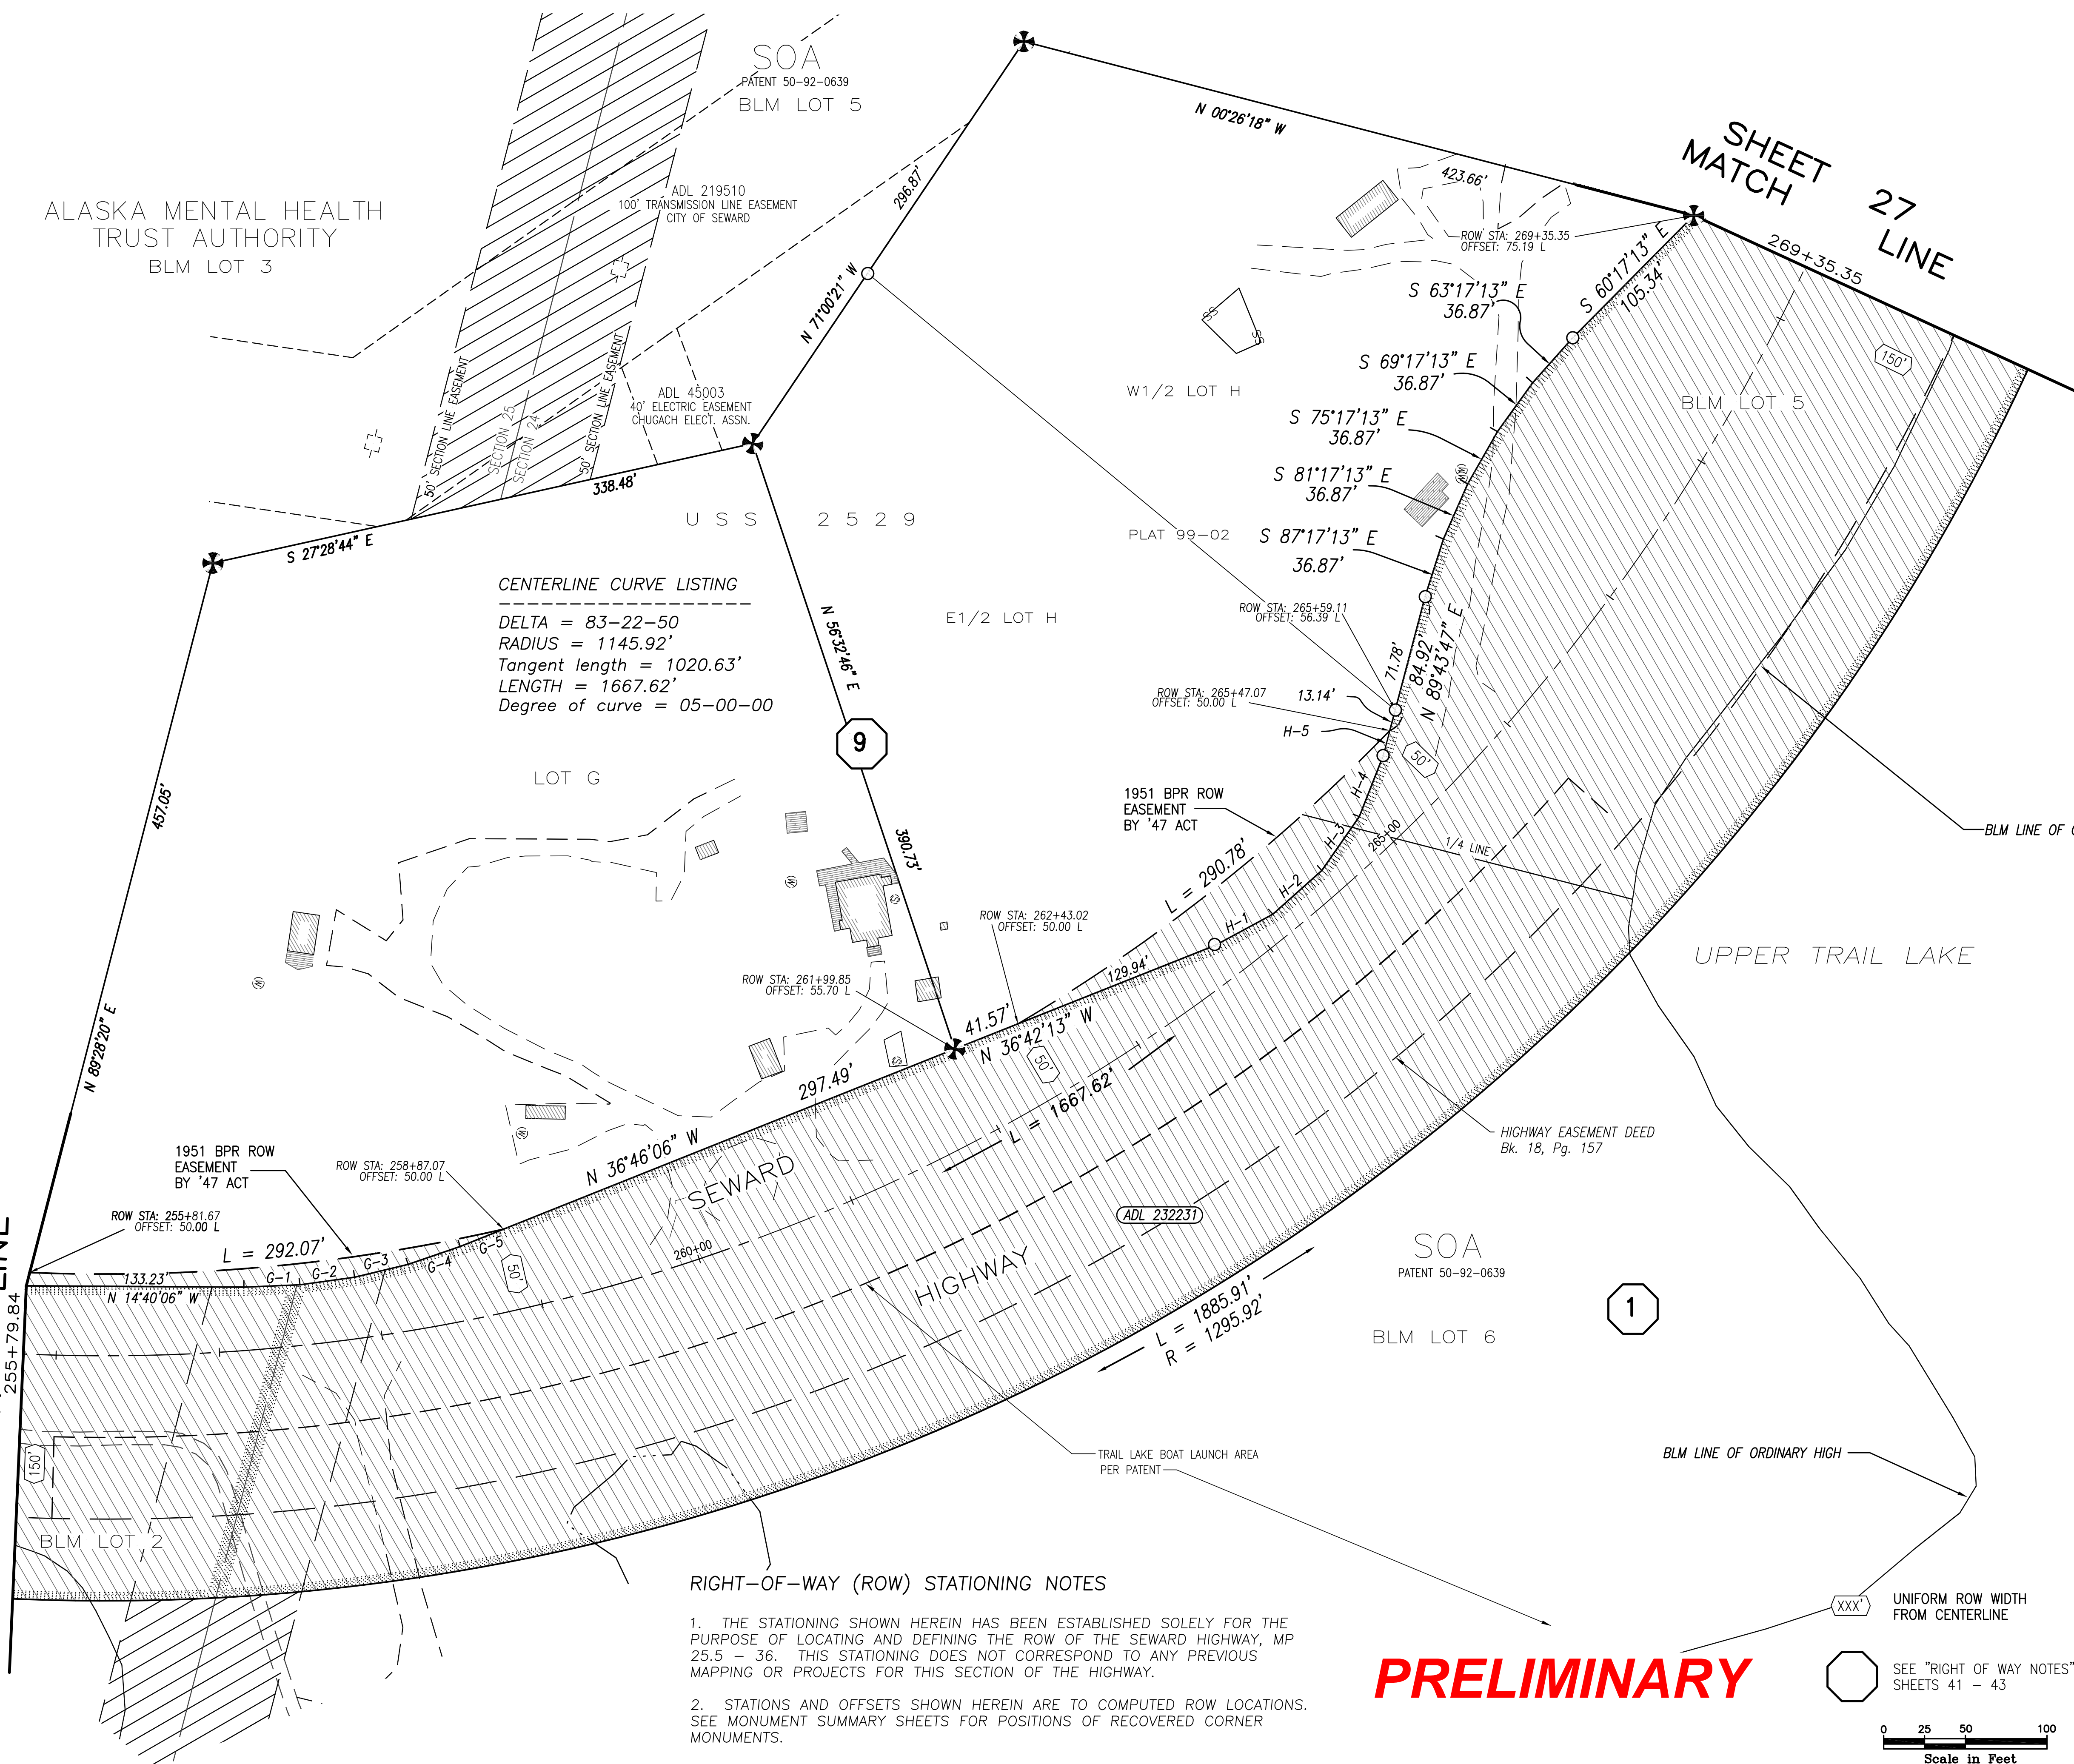 SOA
PATENT 50-92-0639
BLM LOT 5
N 00°26'18" W
SHEET
MATCH
27
LINE
269+35.35
ALASKA MENTAL HEALTH
TRUST AUTHORITY
BLM LOT 3
ADL 219510
100' TRANSMISSION LINE EASEMENT
CITY OF SEWARD
296.87'
N 71°00'21" W
423.66'
ROW STA: 269+35.35
OFFSET: 75.19 L
S 60°17'13" E
105.34'
S 63°17'13" E
36.87'
S 69°17'13" E
36.87'
S 75°17'13" E
36.87'
S 81°17'13" E
36.87'
S 87°17'13" E
36.87'
SS
SS
150'
BLM LOT 5
W1/2 LOT H
ADL 45003
40' ELECTRIC EASEMENT
CHUGACH ELECT. ASSN.
50' SECTION LINE EASEMENT
SECTION 25
SECTION 24
50' SECTION LINE EASEMENT
338.48'
S 27°28'44" E
USS 2529
PLAT 99-02
(W)
CENTERLINE CURVE LISTING
DELTA = 83-22-50
RADIUS = 1145.92'
Tangent length = 1020.63'
LENGTH = 1667.62'
Degree of curve = 05-00-00
N 56°32'46" E
E1/2 LOT H
ROW STA: 265+59.11
OFFSET: 56.39 L
71.78'
84.92'
N 89°43'47" E
ROW STA: 265+47.07
OFFSET: 50.00 L
13.14'
H-5
50'
9
LOT G
457.05'
N 89°28'20" E
390.73'
1951 BPR ROW
EASEMENT
BY '47 ACT
H-4
H-3
H-2
H-1
265+00
1/4 LINE
L = 290.78'
BLM LINE OF
(W)
S
(W)
ROW STA: 262+43.02
OFFSET: 50.00 L
129.94'
UPPER TRAIL LAKE
ROW STA: 261+99.85
OFFSET: 55.70 L
41.57'
N 36°42'13" W
50'
S
297.49'
L = 1667.62'
(W)
N 36°46'06" W
HIGHWAY EASEMENT DEED
Bk. 18, Pg. 157
1951 BPR ROW
EASEMENT
BY '47 ACT
ROW STA: 258+87.07
OFFSET: 50.00 L
SEWARD
HIGHWAY
ADL 232231
ROW STA: 255+81.67
OFFSET: 50.00 L
L = 292.07'
133.23'
N 14°40'06" W
G-1
G-2
G-3
G-4
G-5
50'
260+00
SOA
PATENT 50-92-0639
1
BLM LOT 6
L = 1885.91'
R = 1295.92'
LINE
255+79.84
150'
BLM LOT 2
TRAIL LAKE BOAT LAUNCH AREA
PER PATENT
BLM LINE OF ORDINARY HIGH
RIGHT-OF-WAY (ROW) STATIONING NOTES
1. THE STATIONING SHOWN HEREIN HAS BEEN ESTABLISHED SOLELY FOR THE
PURPOSE OF LOCATING AND DEFINING THE ROW OF THE SEWARD HIGHWAY, MP
25.5 - 36. THIS STATIONING DOES NOT CORRESPOND TO ANY PREVIOUS
MAPPING OR PROJECTS FOR THIS SECTION OF THE HIGHWAY.
2. STATIONS AND OFFSETS SHOWN HEREIN ARE TO COMPUTED ROW LOCATIONS.
SEE MONUMENT SUMMARY SHEETS FOR POSITIONS OF RECOVERED CORNER
MONUMENTS.
PRELIMINARY
XXX'
UNIFORM ROW WIDTH
FROM CENTERLINE
SEE "RIGHT OF WAY NOTES"
SHEETS 41 - 43
0 25 50 100
Scale in Feet